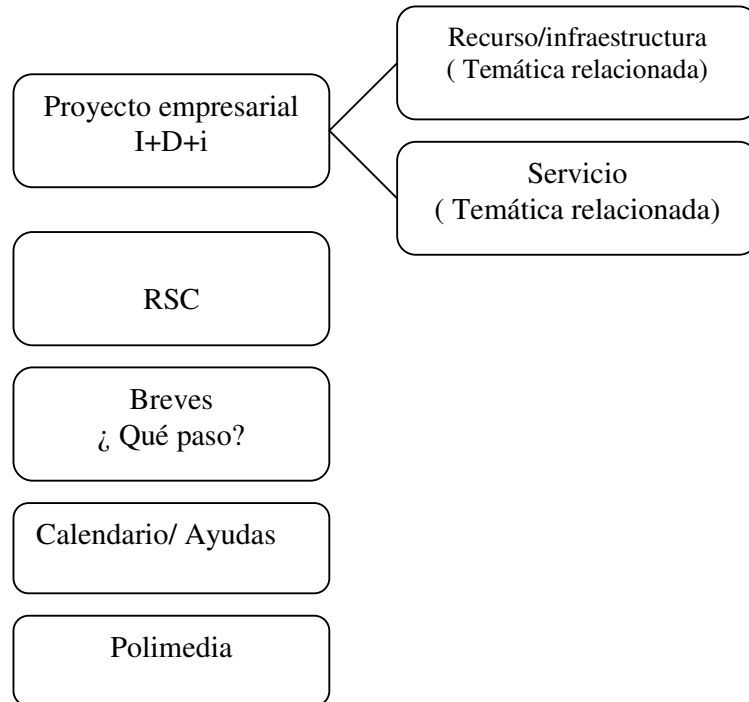 Recurso/infraestructura
( Temática relacionada)
Proyecto empresarial
I+D+i
Servicio
( Temática relacionada)
RSC
Breves
¿ Qué paso?
Calendario/ Ayudas
Polimedia